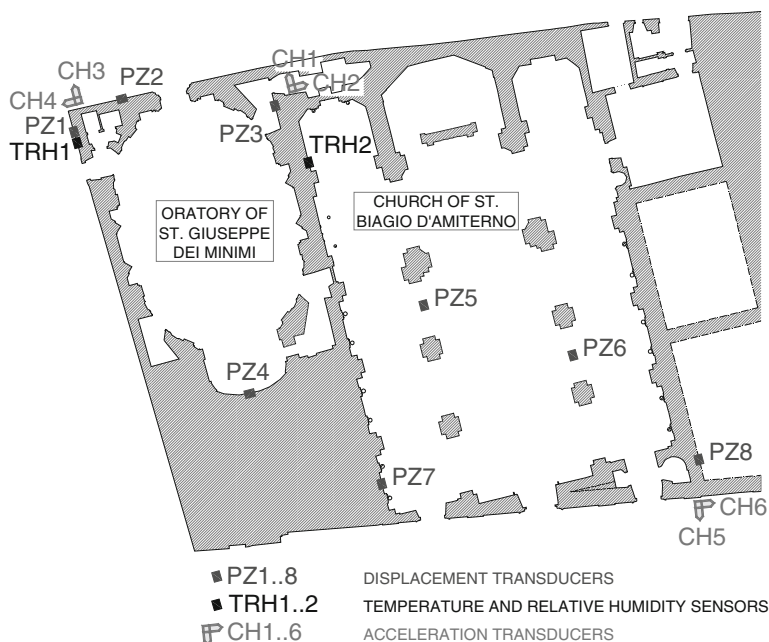 CH3
PZ2
CH1
CH2
CH4
PZ1
TRH1
PZ3
TRH2
ORATORY OF
ST. GIUSEPPE
DEI MINIMI
CHURCH OF ST.
BIAGIO D'AMITERNO
PZ5
PZ6
PZ4
PZ7
PZ8
CH6
CH5
PZ1..8 DISPLACEMENT TRANSDUCERS
TRH1..2 TEMPERATURE AND RELATIVE HUMIDITY SENSORS
CH1..6 ACCELERATION TRANSDUCERS